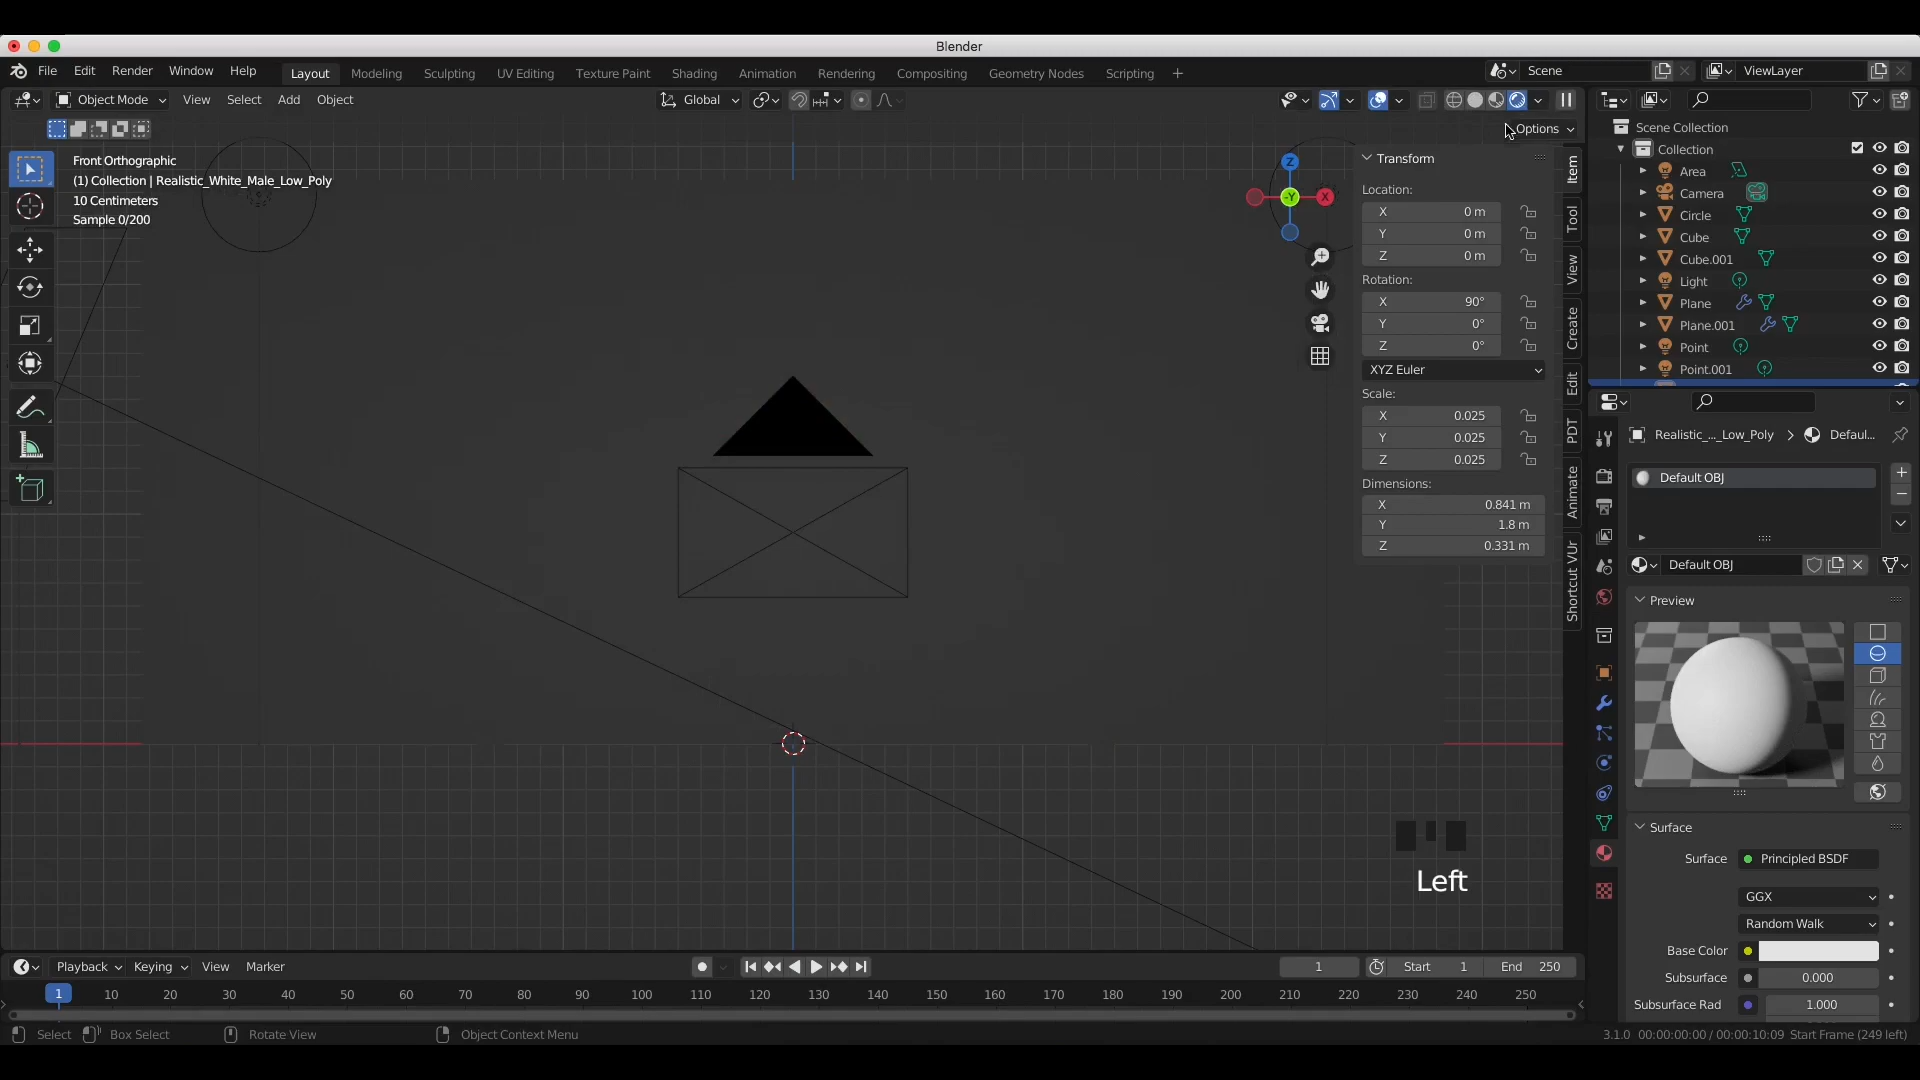 Blender
File Edit Render Window Help Layout Modeling Sculpting UV Editing Texture Paint Shading Animation Rendering Compositing Geometry Nodes Scripting + Scene ViewLayer
Object Mode View Select Add Object Global
Options
Front Orthographic
(1) Collection | Realistic_White_Male_Low_Poly
10 Centimeters
Sample 0/200
Z
-Y
X
Transform
Location:
X 0 m
Y 0 m
Z 0 m
Rotation:
X 90°
Y 0°
Z 0°
XYZ Euler
Scale:
X 0.025
Y 0.025
Z 0.025
Dimensions:
X 0.841 m
Y 1.8 m
Z 0.331 m
Item
Tool
View
Create
Edit
PDT
Animate
Shortcut VUr
Scene Collection
Collection
Area
Camera
Circle
Cube
Cube.001
Light
Plane
Plane.001
Point
Point.001
Realistic_..._Low_Poly > Defaul...
Default OBJ
Default OBJ
Preview
Surface
Surface Principled BSDF
GGX
Random Walk
Base Color
Subsurface 0.000
Subsurface Rad 1.000
Left
Playback Keying View Marker 1 Start 1 End 250
1 10 20 30 40 50 60 70 80 90 100 110 120 130 140 150 160 170 180 190 200 210 220 230 240 250
Select Box Select Rotate View Object Context Menu 3.1.0 00:00:00:00 / 00:00:10:09 Start Frame (249 left)